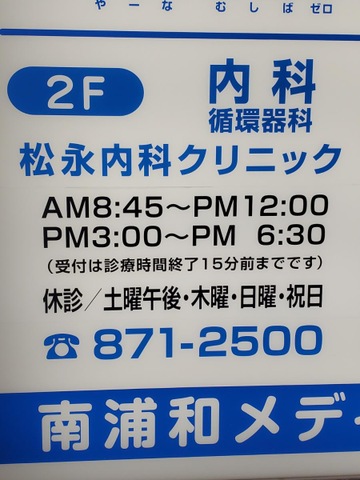 やーな むしば ゼロ
2F 内科
循環器科
松永内科クリニック
AM8:45〜PM12:00
PM3:00〜PM 6:30
(受付は診療時間終了15分前までです)
休診/土曜午後・木曜・日曜・祝日
☎871-2500
南浦和メデ